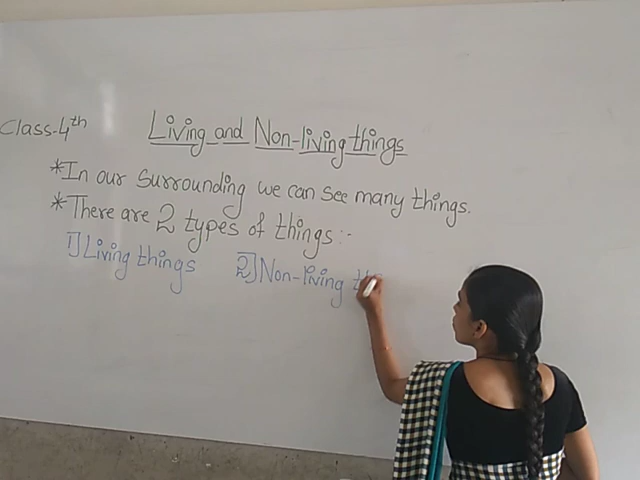 Class-4th
Living and Non-living things
*In our surrounding we can see many things.
*There are 2 types of things:-
1] Living things 2] Non-living th